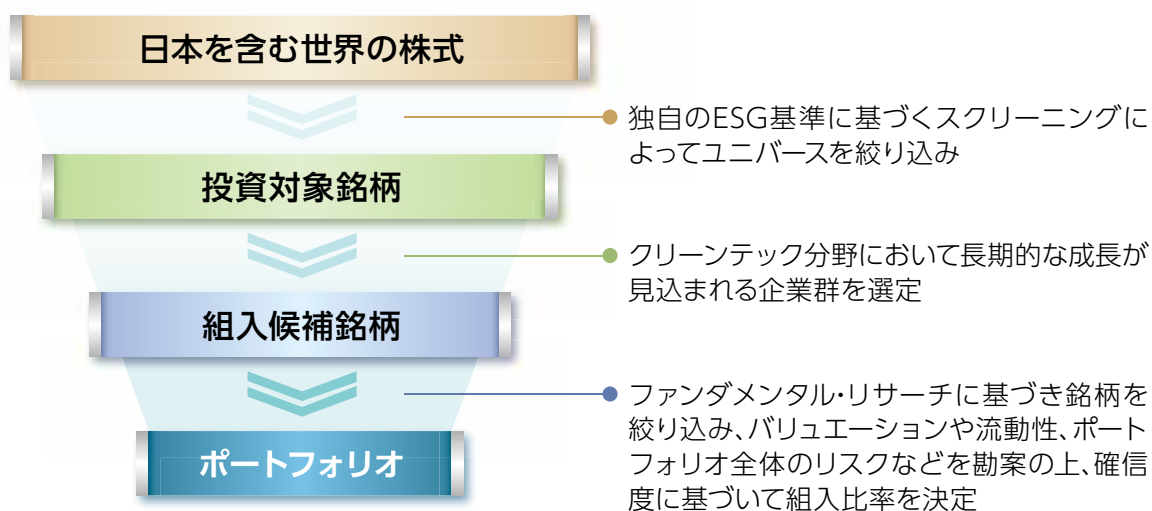 日本を含む世界の株式
独自のESG基準に基づくスクリーニングに
よってユニバースを絞り込み
投資対象銘柄
クリーンテック分野において長期的な成長が
見込まれる企業群を選定
組入候補銘柄
ファンダメンタル・リサーチに基づき銘柄を
絞り込み、バリュエーションや流動性、ポート
フォリオ全体のリスクなどを勘案の上、確信
度に基づいて組入比率を決定
ポートフォリオ